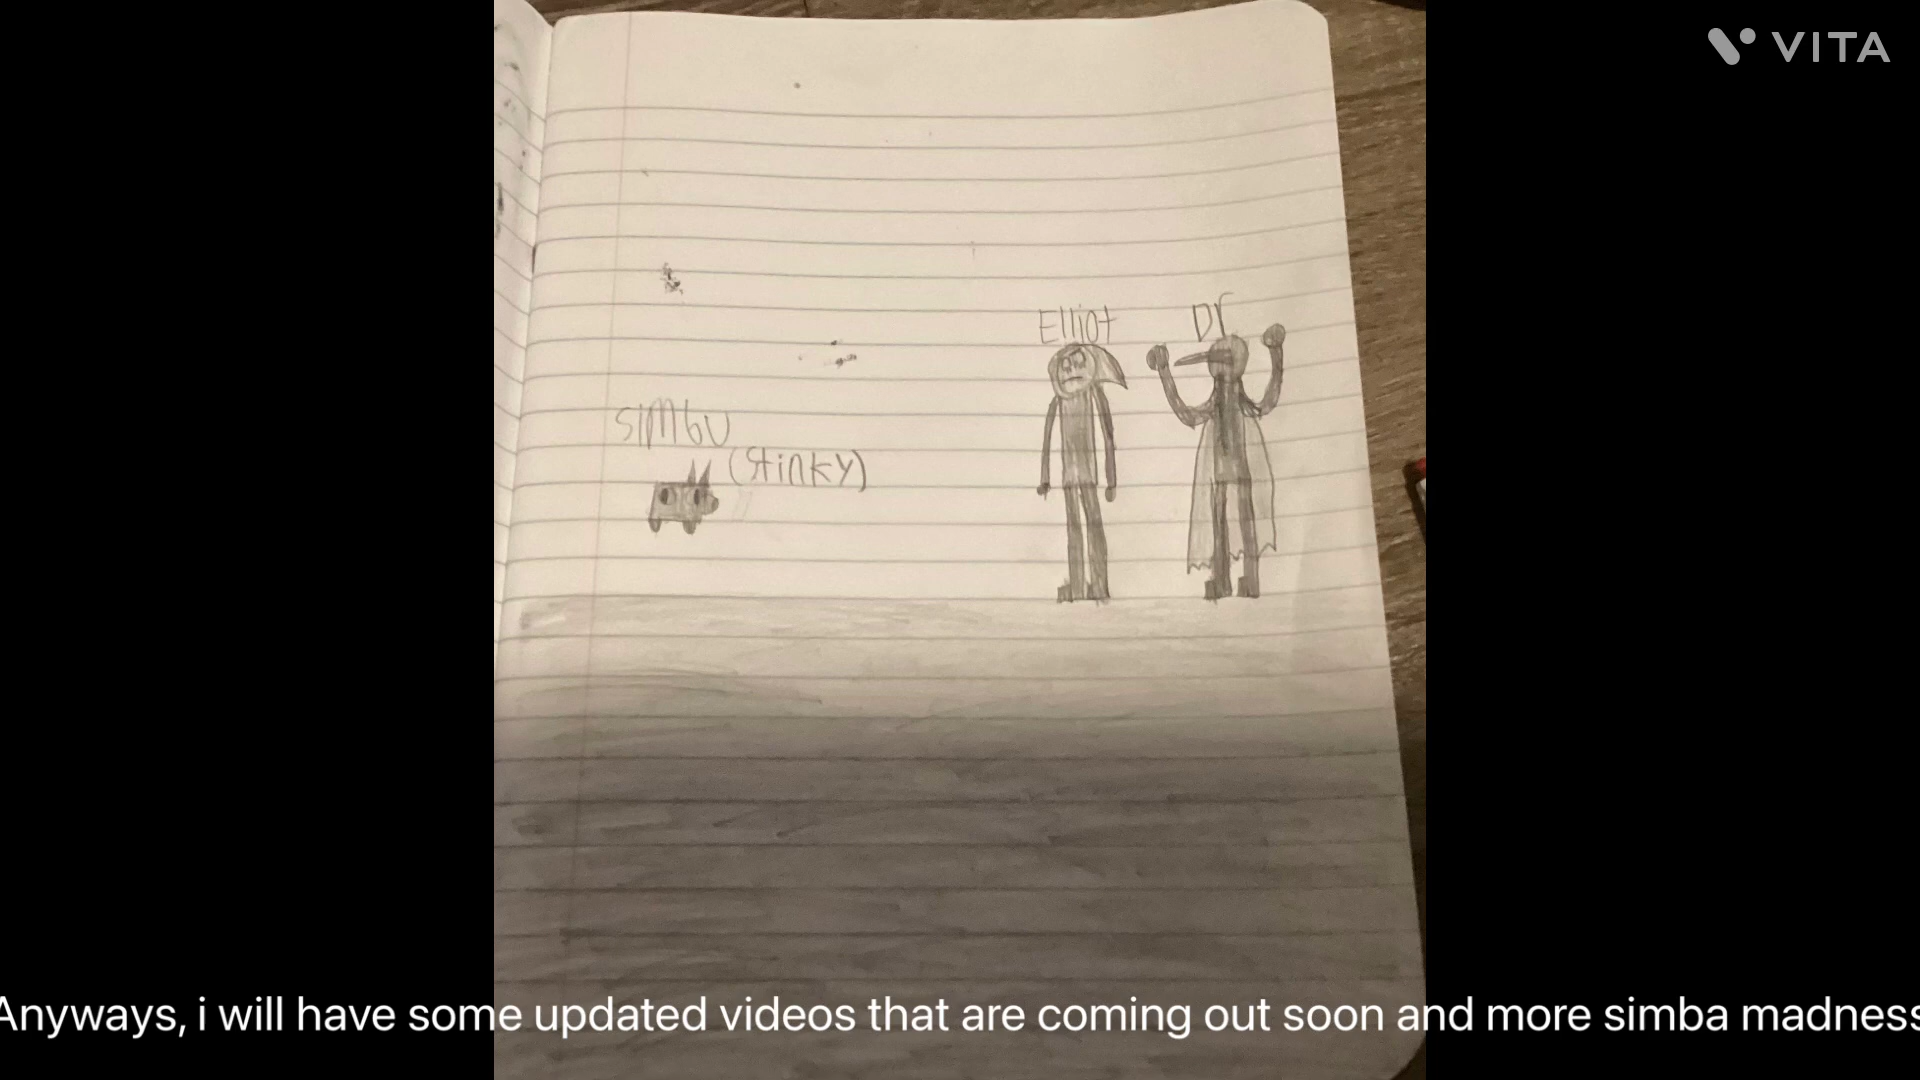 VITA
Elliot
Dr
simbu
(Stinky)
Anyways, i will have some updated videos that are coming out soon and more simba madness